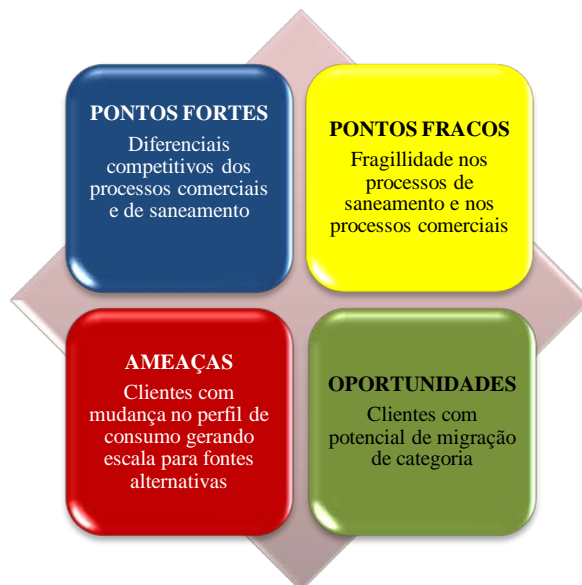 PONTOS FORTES
Diferenciais
competitivos dos
processos comerciais
e de saneamento
PONTOS FRACOS
Fragillidade nos
processos de
saneamento e nos
processos comerciais
AMEAÇAS
Clientes com
mudança no perfil de
consumo gerando
escala para fontes
alternativas
OPORTUNIDADES
Clientes com
potencial de migração
de categoria